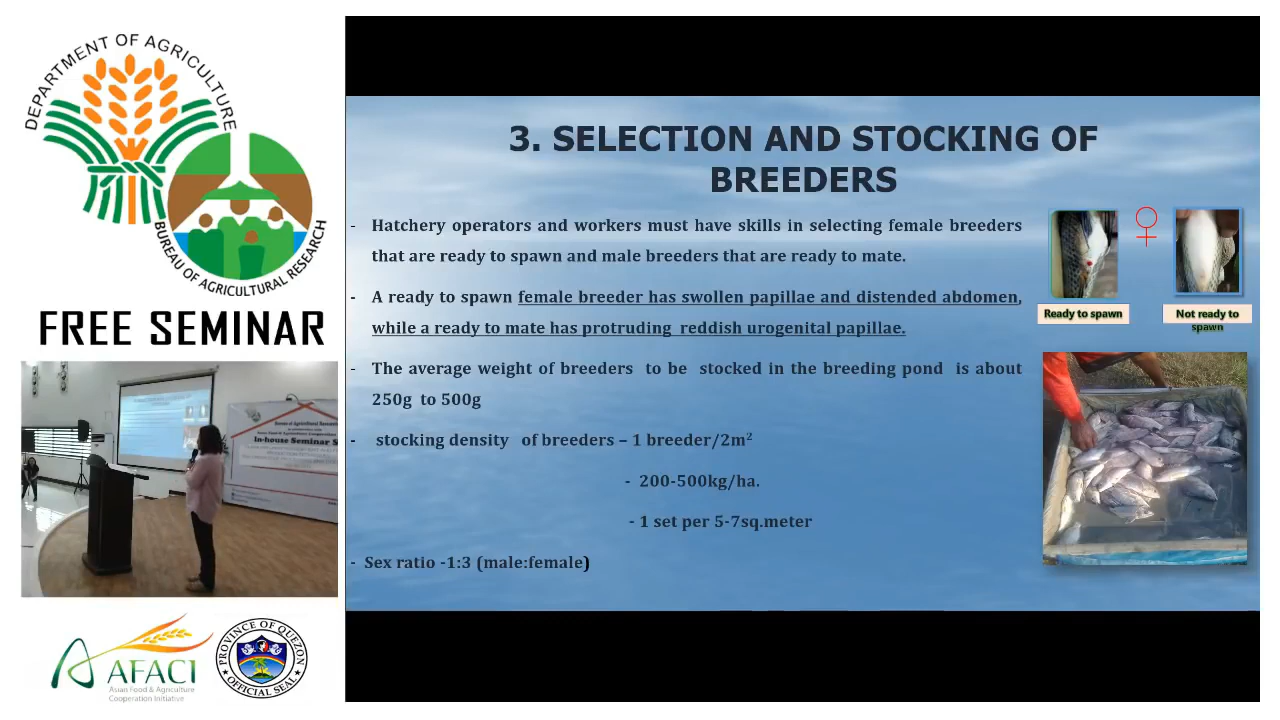 DEPARTMENT OF AGRICULTURE
BUREAU OF AGRICULTURAL RESEARCH
FREE SEMINAR
In-house Seminar S
AFACI
Asian Food & Agriculture
Cooperation Initiative
PROVINCE OF QUEZON
OFFICIAL SEAL
3. SELECTION AND STOCKING OF
BREEDERS
- Hatchery operators and workers must have skills in selecting female breeders
that are ready to spawn and male breeders that are ready to mate.
- A ready to spawn female breeder has swollen papillae and distended abdomen,
while a ready to mate has protruding reddish urogenital papillae.
- The average weight of breeders to be stocked in the breeding pond is about
250g to 500g
- stocking density of breeders – 1 breeder/2m²
- 200-500kg/ha.
- 1 set per 5-7sq.meter
- Sex ratio -1:3 (male:female)
Ready to spawn
Not ready to
spawn